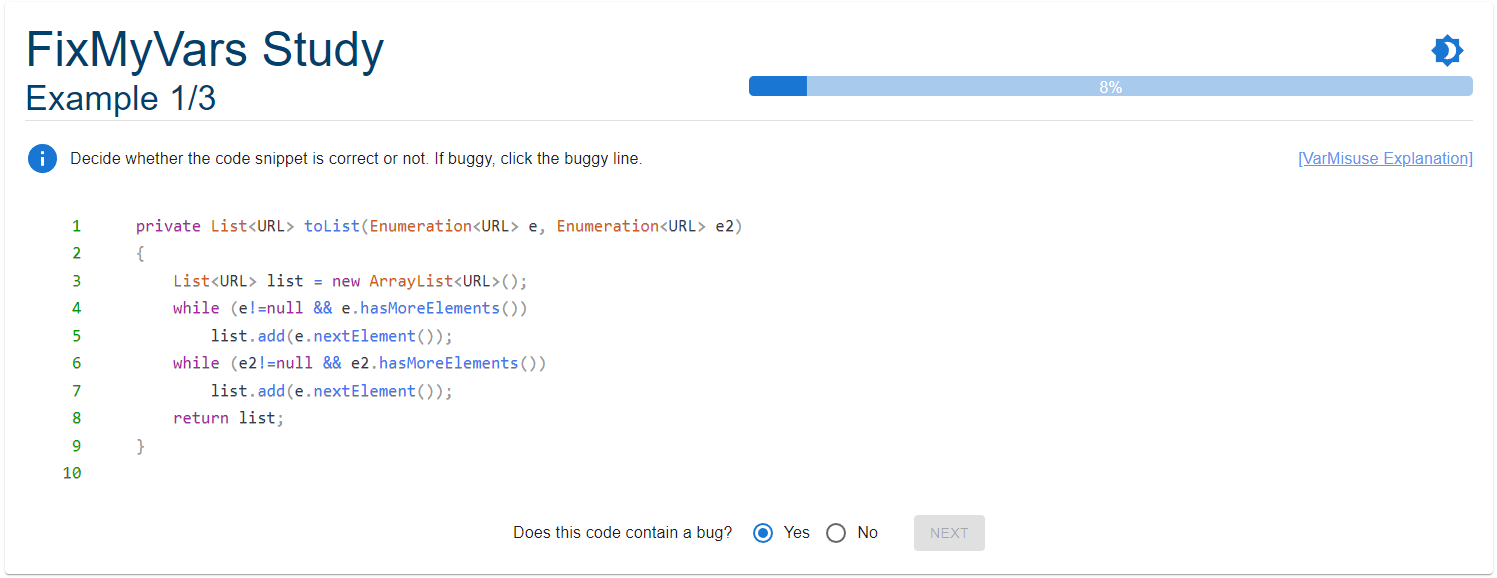 FixMyVars Study
Example 1/3
8%
Decide whether the code snippet is correct or not. If buggy, click the buggy line.
[VarMisuse Explanation]
1 private List<URL> toList(Enumeration<URL> e, Enumeration<URL> e2)
2 {
3 List<URL> list = new ArrayList<URL>();
4 while (e!=null && e.hasMoreElements())
5 list.add(e.nextElement());
6 while (e2!=null && e2.hasMoreElements())
7 list.add(e.nextElement());
8 return list;
9 }
10
Does this code contain a bug? Yes No NEXT